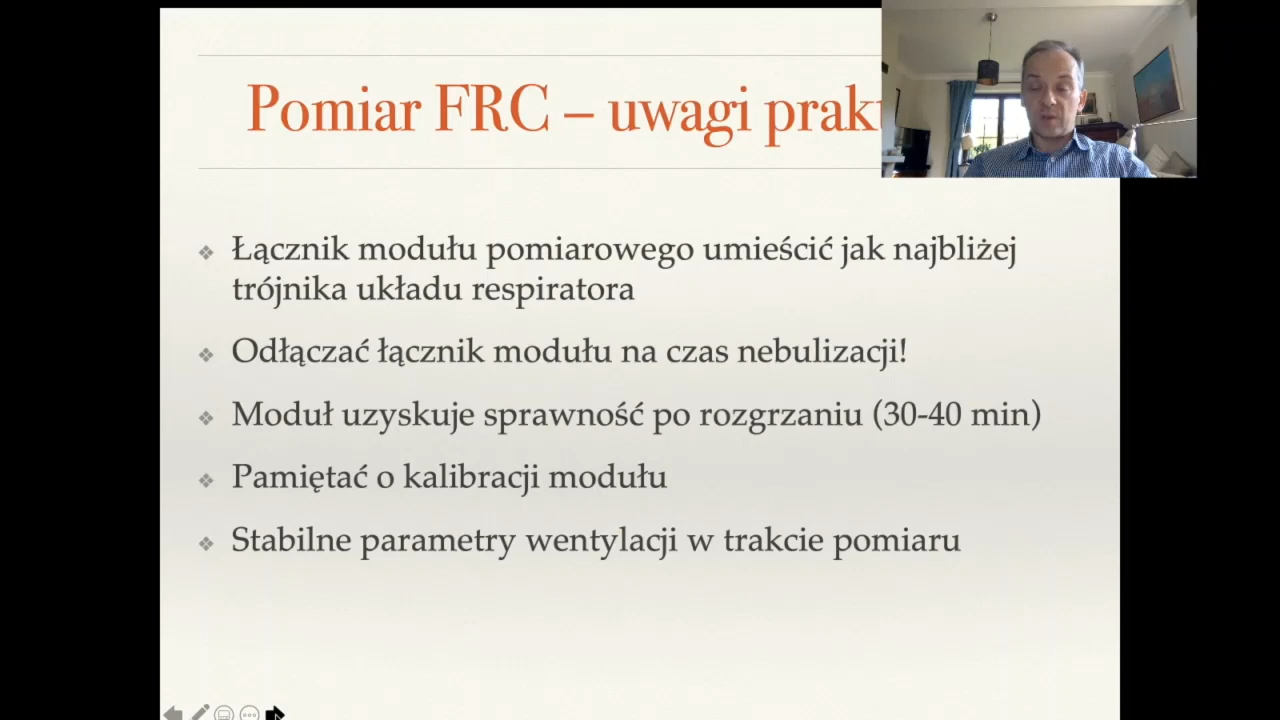 Pomiar FRC – uwagi prakt
Łącznik modułu pomiarowego umieścić jak najbliżej
trójnika układu respiratora
Odłączać łącznik modułu na czas nebulizacji!
Moduł uzyskuje sprawność po rozgrzaniu (30-40 min)
Pamiętać o kalibracji modułu
Stabilne parametry wentylacji w trakcie pomiaru